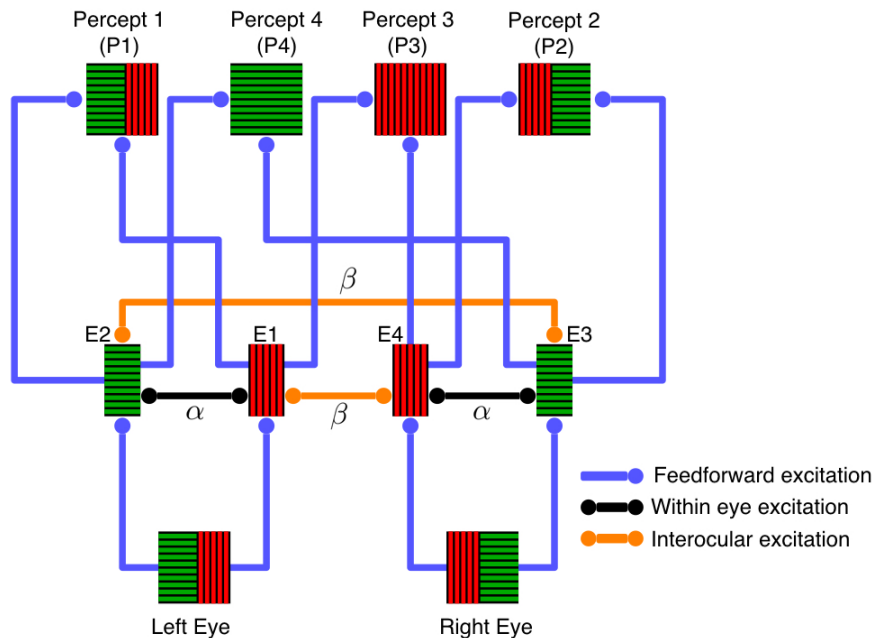 Percept 1
(P1)
Percept 4
(P4)
Percept 3
(P3)
Percept 2
(P2)
β
E2
E1
E4
E3
α
β
α
Feedforward excitation
Within eye excitation
Interocular excitation
Left Eye
Right Eye